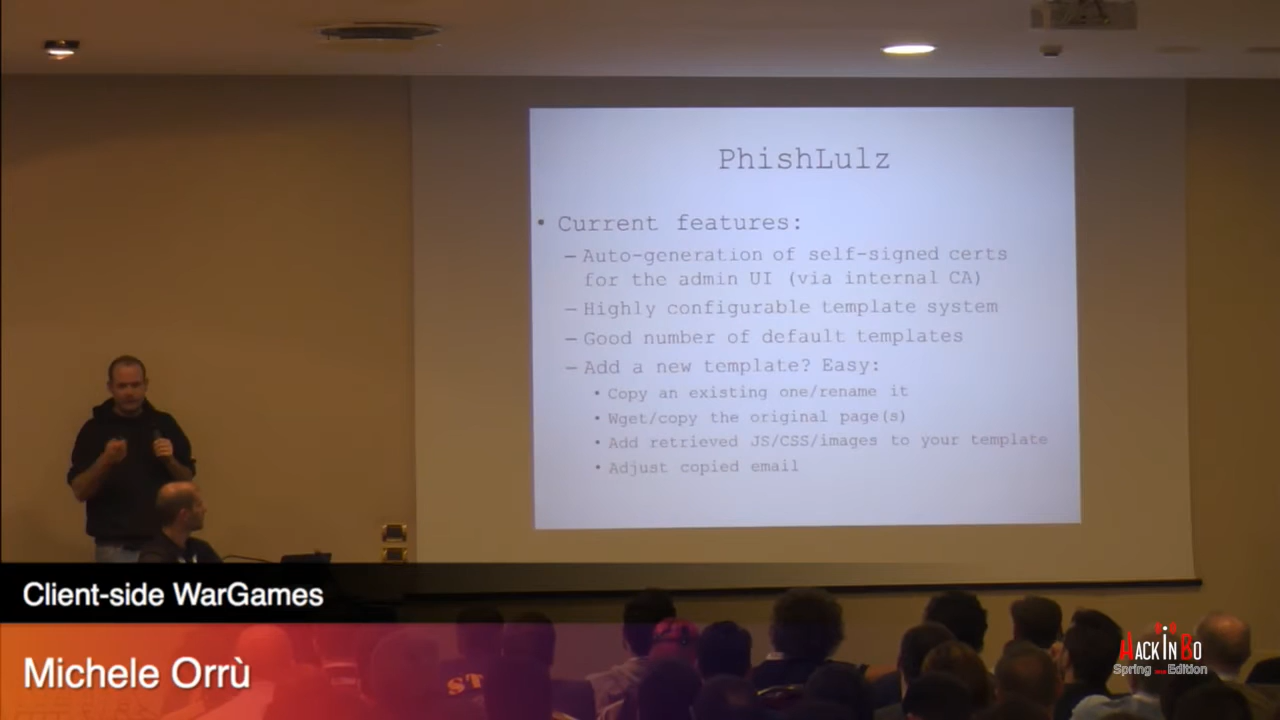 PhishLulz
• Current features:
– Auto-generation of self-signed certs
for the admin UI (via internal CA)
– Highly configurable template system
– Good number of default templates
– Add a new template? Easy:
• Copy an existing one/rename it
• Wget/copy the original page(s)
• Add retrieved JS/CSS/images to your template
• Adjust copied email
Client-side WarGames
Michele Orrù
HACKINBO
Spring _Edition
ST